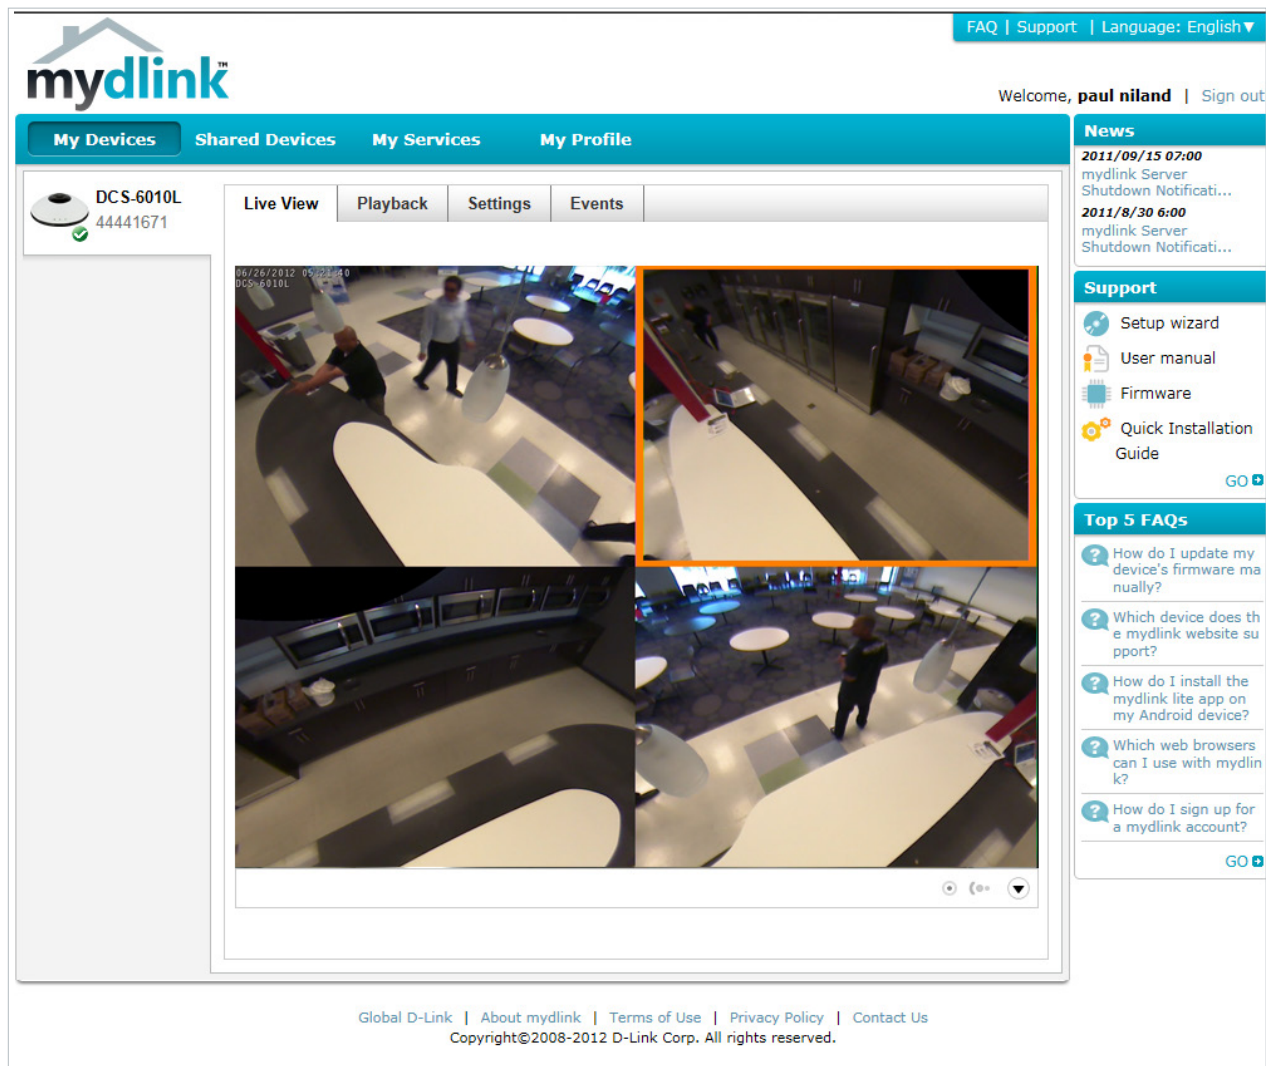 FAQ | Support | Language: English▼
mydlink™
Welcome, paul niland | Sign out
My Devices
Shared Devices
My Services
My Profile
DCS-6010L
44441671
Live View
Playback
Settings
Events
06/26/2012 05:21:40
DCS-6010L
News
2011/09/15 07:00
mydlink Server
Shutdown Notificati...
2011/8/30 6:00
mydlink Server
Shutdown Notificati...
Support
Setup wizard
User manual
Firmware
Quick Installation
Guide
GO
Top 5 FAQs
How do I update my
device's firmware ma
nually?
Which device does th
e mydlink website su
pport?
How do I install the
mydlink lite app on
my Android device?
Which web browsers
can I use with mydlin
k?
How do I sign up for
a mydlink account?
GO
Global D-Link | About mydlink | Terms of Use | Privacy Policy | Contact Us
Copyright©2008-2012 D-Link Corp. All rights reserved.